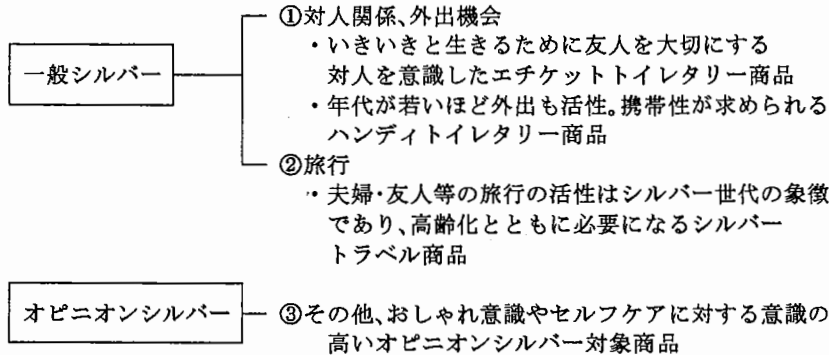 ①対人関係、外出機会
・いきいきと生きるために友人を大切にする
一般シルバー
対人を意識したエチケットトイレタリー商品
・年代が若いほど外出も活性。携帯性が求められる
ハンディトイレタリー商品
②旅行
・夫婦・友人等の旅行の活性はシルバー世代の象徴
であり、高齢化とともに必要になるシルバー
トラベル商品
オピニオンシルバー
③その他、おしゃれ意識やセルフケアに対する意識の
高いオピニオンシルバー対象商品